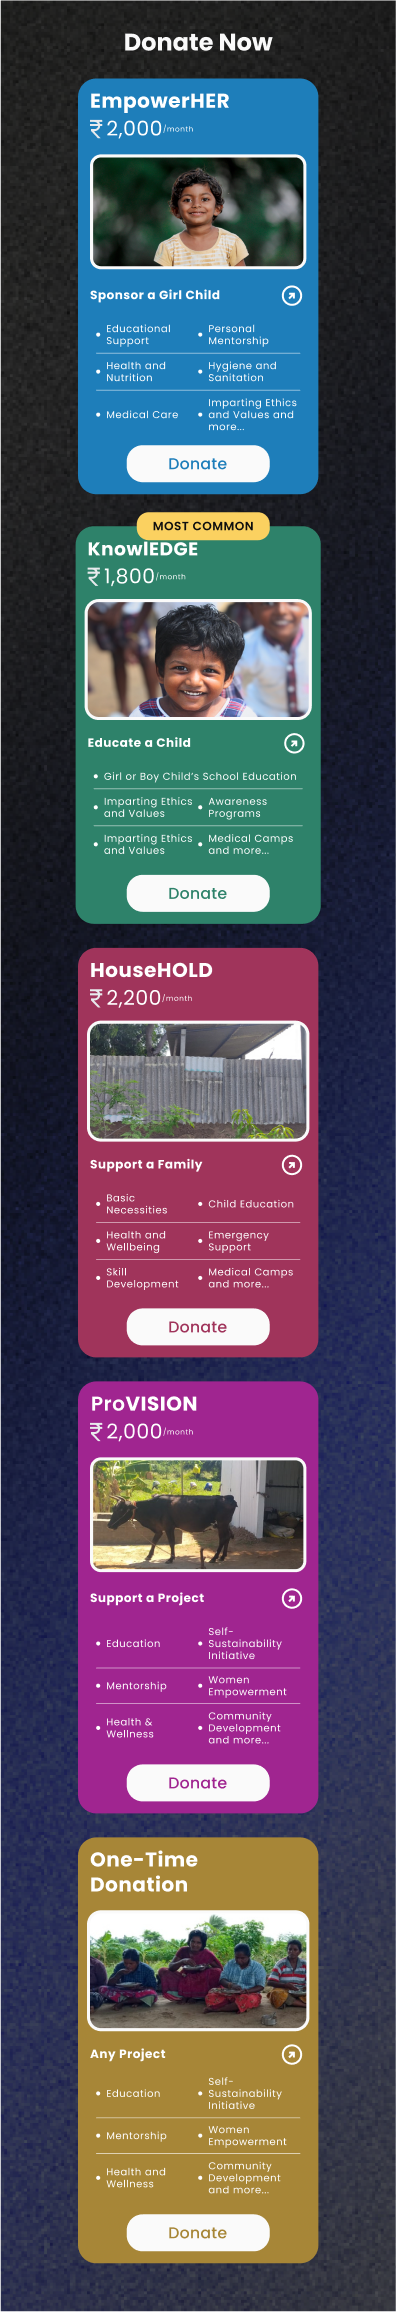 Donate Now
EmpowerHER
₹ 2,000/month
Sponsor a Girl Child
• Educational Support
• Personal Mentorship
• Health and Nutrition
• Hygiene and Sanitation
• Medical Care
• Imparting Ethics and Values and more...
Donate
MOST COMMON
KnowlEDGE
₹ 1,800/month
Educate a Child
• Girl or Boy Child's School Education
• Imparting Ethics and Values
• Awareness Programs
• Imparting Ethics and Values
• Medical Camps and more...
Donate
HouseHOLD
₹ 2,200/month
Support a Family
• Basic Necessities
• Child Education
• Health and Wellbeing
• Emergency Support
• Skill Development
• Medical Camps and more...
Donate
ProVISION
₹ 2,000/month
Support a Project
• Education
• Self-Sustainability Initiative
• Mentorship
• Women Empowerment
• Health & Wellness
• Community Development and more...
Donate
One-Time
Donation
Any Project
• Education
• Self-Sustainability Initiative
• Mentorship
• Women Empowerment
• Health and Wellness
• Community Development and more...
Donate